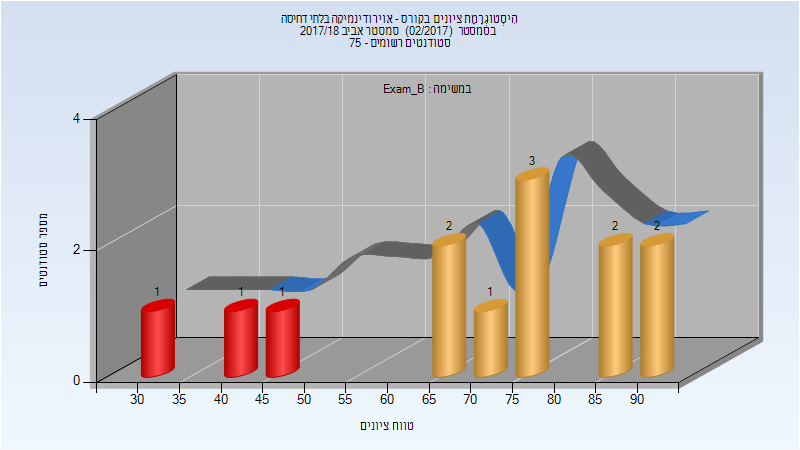 היסטוגרמת ציונים בקורס - אוירודינמיקה בלתי דחיסה
בסמסטר (02/2017) סמסטר אביב 2017/18
סטודנטים רשומים - 75
במשימה : Exam_B
מספר סטודנטים
4
2
0
1
1
1
2
1
3
2
2
30 35 40 45 50 55 60 65 70 75 80 85 90
טווח ציונים